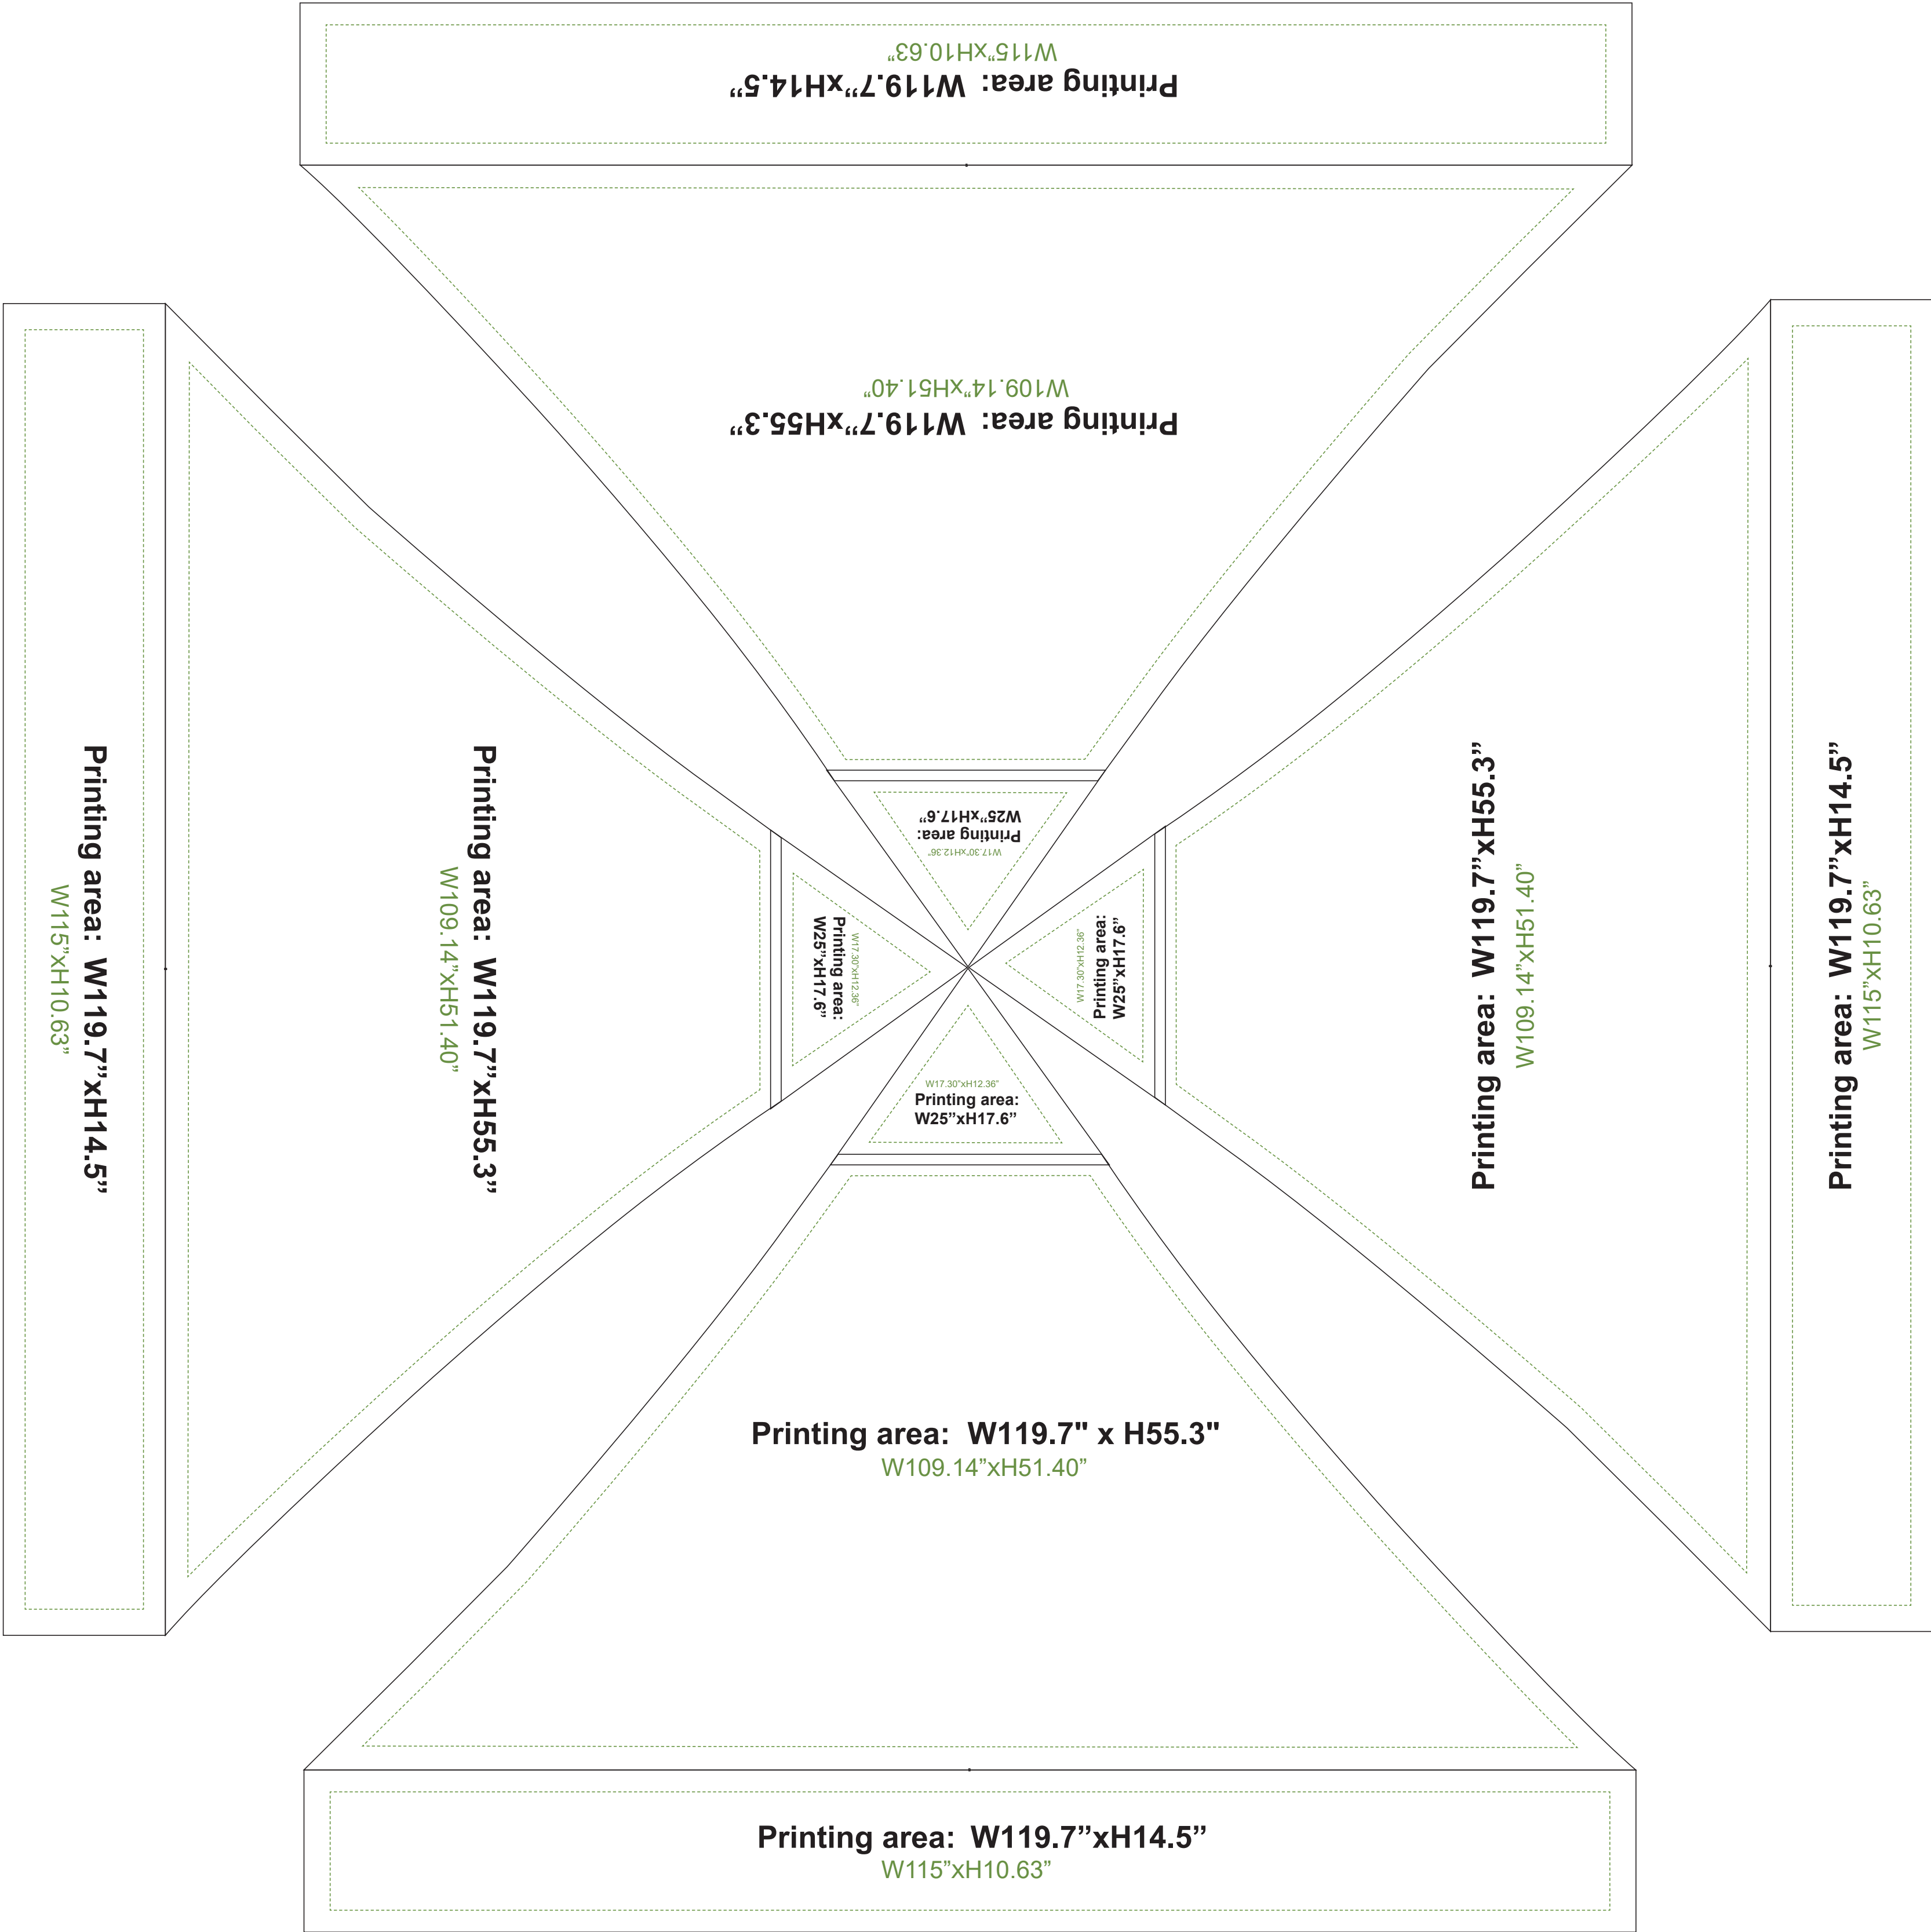 W115”xH10.63”
Printing area:  W119.7”xH14.5”
W109.14”xH51.40”
Printing area:  W119.7”xH55.3”
W25”xH17.6”
Printing area:
W17.30”xH12.36”
Printing area:  W119.7”xH14.5”
W115”xH10.63”
Printing area:  W119.7”xH55.3”
W109.14”xH51.40”
W17.30”xH12.36”
Printing area:
W25”xH17.6”
W17.30”xH12.36”
Printing area:
W25”xH17.6”
Printing area:  W119.7”xH55.3”
W109.14”xH51.40”
Printing area:  W119.7”xH14.5”
W115”xH10.63”
W17.30”xH12.36”
Printing area:
W25”xH17.6”
Printing area:  W119.7" x H55.3"
W109.14”xH51.40”
Printing area:  W119.7”xH14.5”
W115”xH10.63”